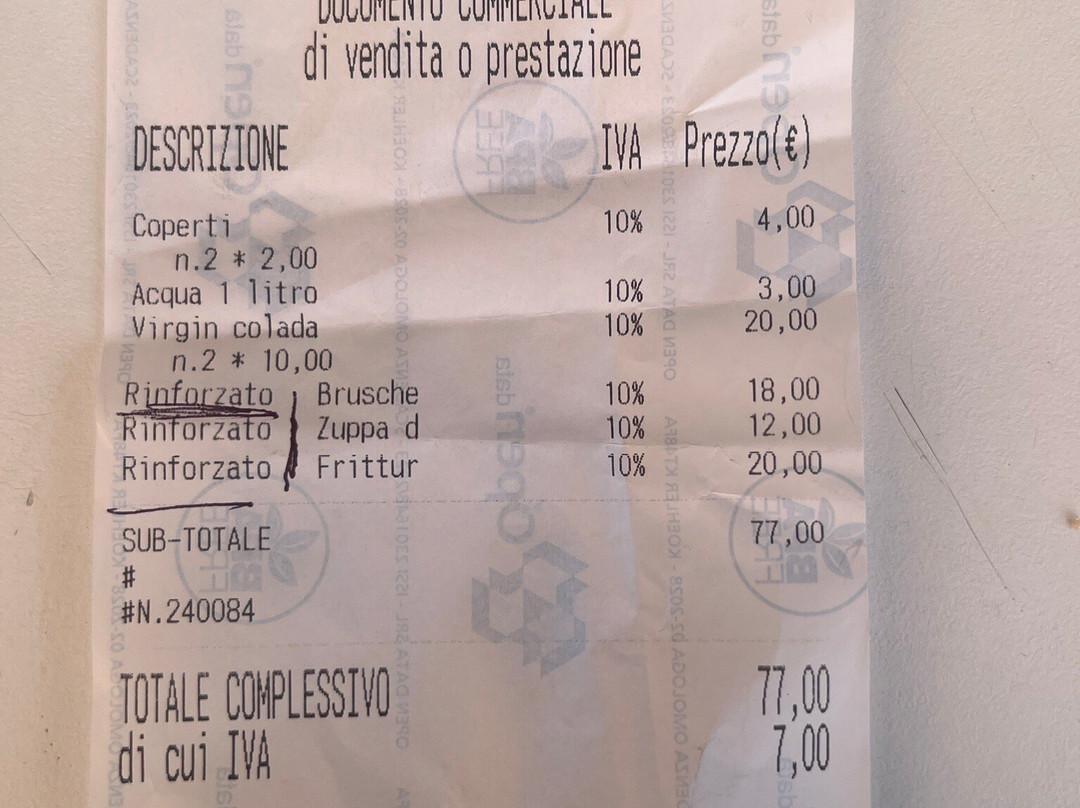 DOCUMENTO COMMERCIALE
di vendita o prestazione
DESCRIZIONE IVA Prezzo(€)
Coperti 10% 4,00
n.2 * 2,00
Acqua 1 litro 10% 3,00
Virgin colada 10% 20,00
n.2 * 10,00
Rinforzato Brusche 10% 18,00
Rinforzato Zuppa d 10% 12,00
Rinforzato Frittur 10% 20,00
SUB-TOTALE 77,00
#
#N.240084
TOTALE COMPLESSIVO 77,00
di cui IVA 7,00